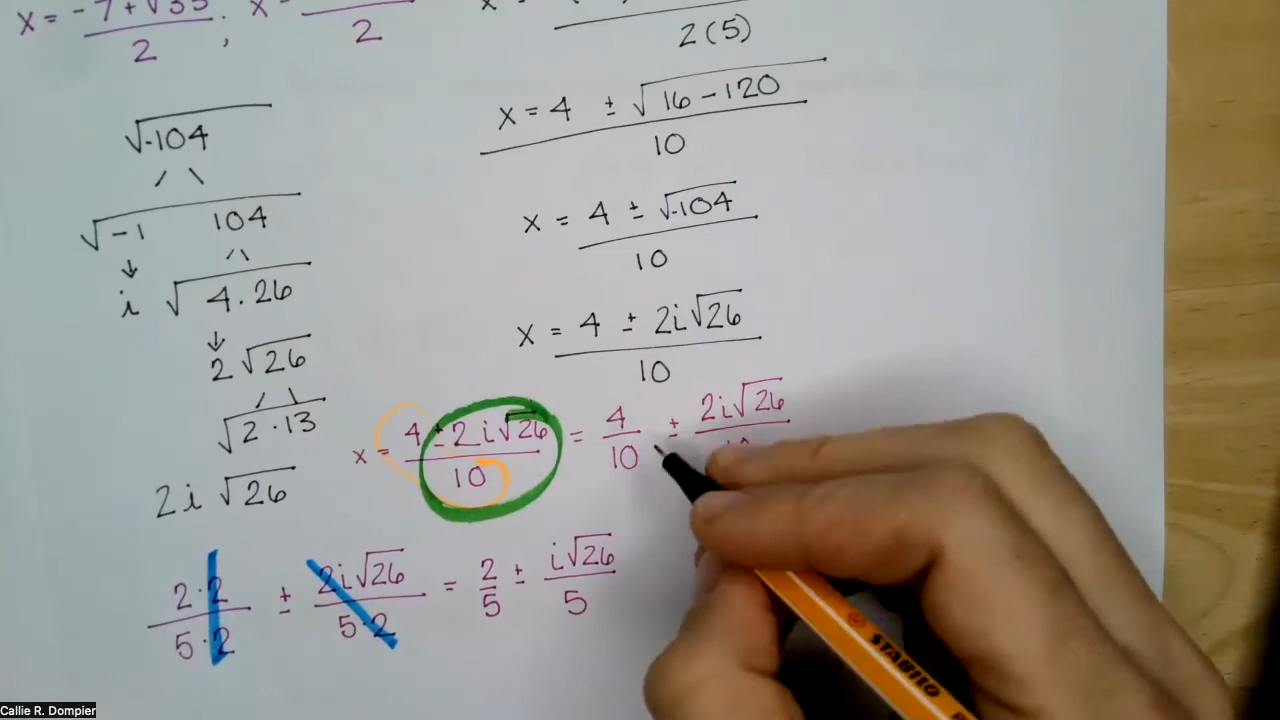 x = -7 + √33 / 2 , x = / 2
2(5)
√-104
√-1 104
i √4·26
2√26
√2·13
2i√26
x = 4 ± √16-120 / 10
x = 4 ± √-104 / 10
x = 4 ± 2i√26 / 10
x = 4 ± 2i√26 / 10 = 4/10 ± 2i√26
2·2 / 5·2 ± 2i√26 / 5·2 = 2/5 ± i√26 / 5
STABILO
Callie R. Dompier